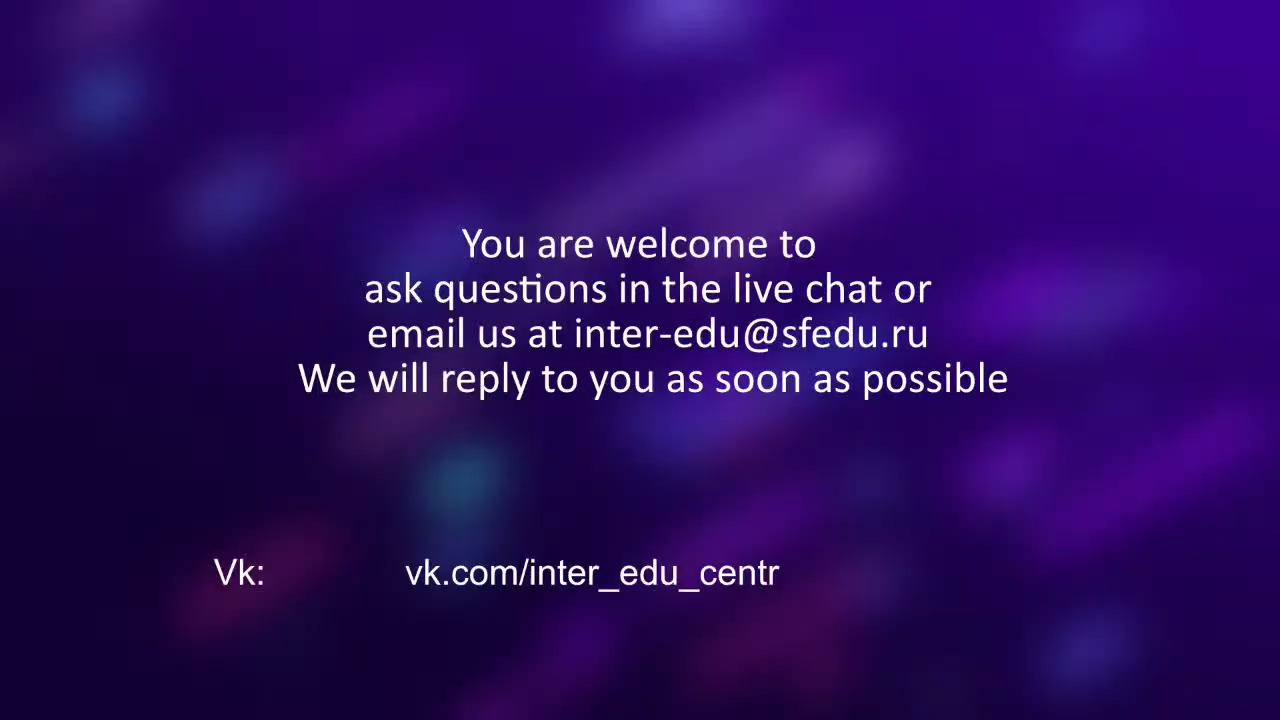 You are welcome to
ask questions in the live chat or
email us at inter-edu@sfedu.ru
We will reply to you as soon as possible
Vk: vk.com/inter_edu_centr